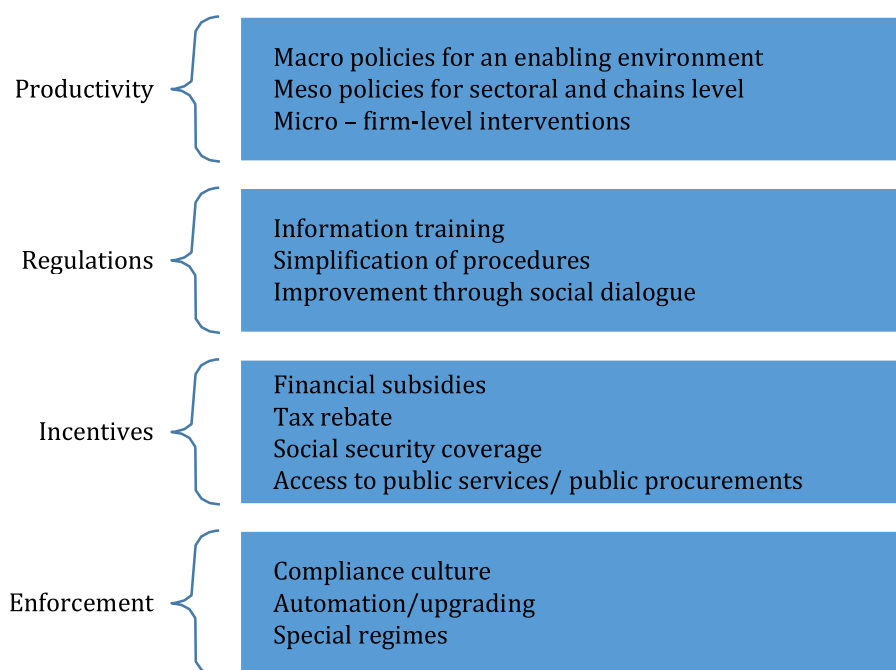 Productivity
Macro policies for an enabling environment
Meso policies for sectoral and chains level
Micro – firm-level interventions
Regulations
Information training
Simplification of procedures
Improvement through social dialogue
Incentives
Financial subsidies
Tax rebate
Social security coverage
Access to public services/ public procurements
Enforcement
Compliance culture
Automation/upgrading
Special regimes